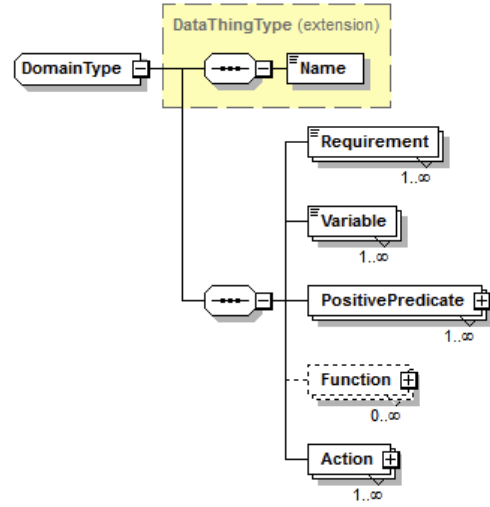 DataThingType (extension)
DomainType
Name
Requirement
1..∞
Variable
1..∞
PositivePredicate
1..∞
Function
0..∞
Action
1..∞